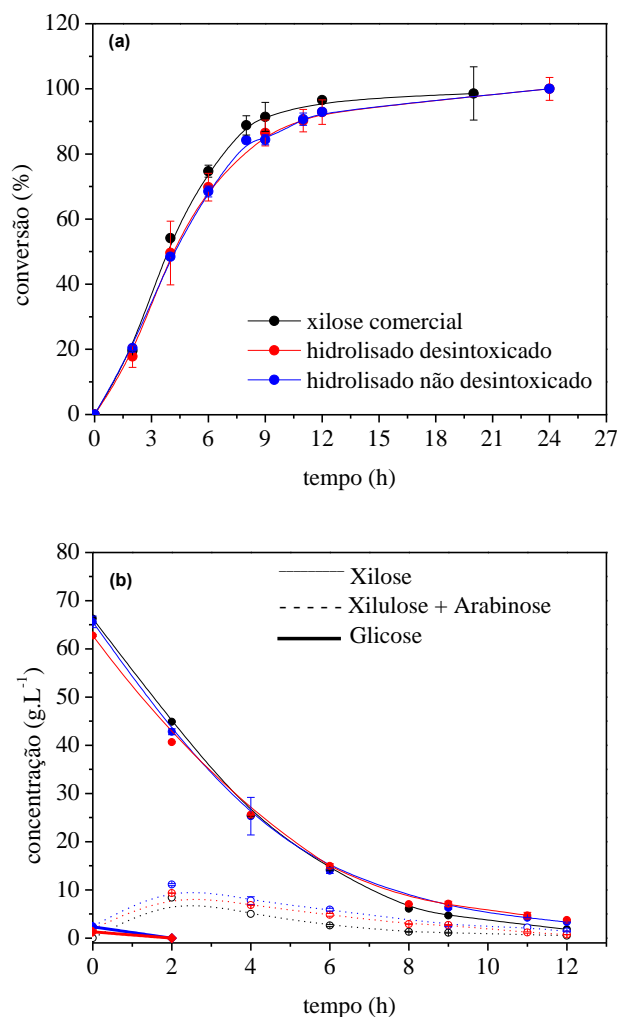 (a)
120
100
80
60
40
20
0
conversão (%)
xilose comercial
hidrolisado desintoxicado
hidrolisado não desintoxicado
0 3 6 9 12 15 18 21 24 27
tempo (h)
(b)
80
70
60
50
40
30
20
10
0
concentração (g.L⁻¹)
Xilose
Xilulose + Arabinose
Glicose
0 2 4 6 8 10 12
tempo (h)